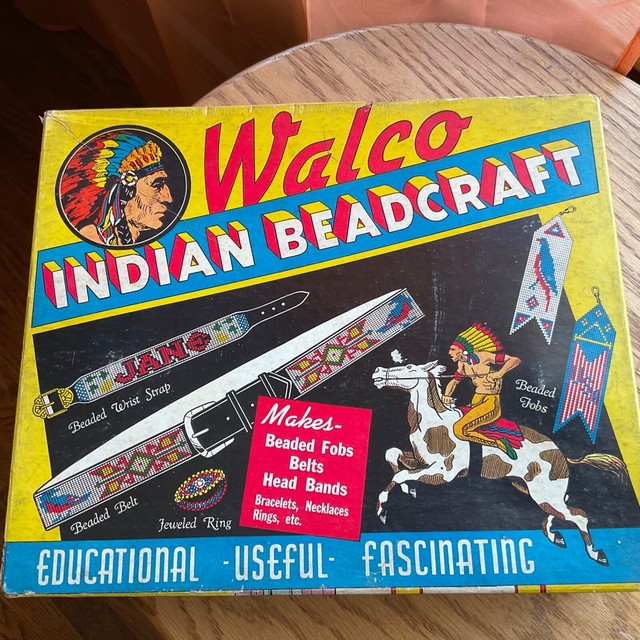 Walco
INDIAN BEADCRAFT
JANE
Beaded Wrist Strap
Beaded
Fobs
Makes-
Beaded Fobs
Belts
Head Bands
Bracelets, Necklaces
Rings, etc.
Beaded Belt
Jeweled Ring
EDUCATIONAL - USEFUL - FASCINATING